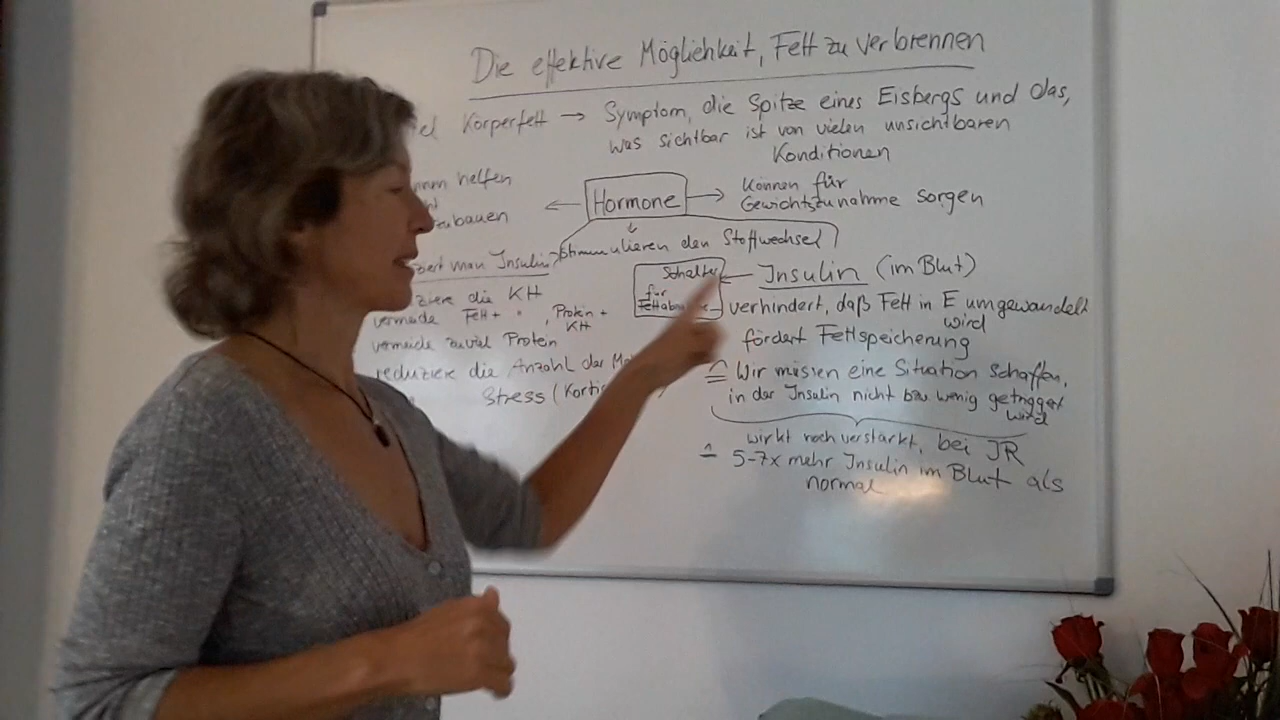 Die effektive Möglichkeit, Fett zu verbrennen
Körperfett → Symptom, die Spitze eines Eisbergs und das,
was sichtbar ist von vielen unsichtbaren
Konditionen
helfen
← Hormone → Können für
Gewichtszunahme sorgen
zubauen
stimulieren den Stoffwechsel
man Insulin
Schalter ← Insulin (im Blut)
für
verhindert, daß Fett in E umgewandelt
wird
fördert Fettspeicherung
die KH
vermeide Fett + " , Protein +
KH
vermeide zuviel Protein
reduziere die Anzahl der
Stress
≙ Wir müssen eine Situation schaffen,
in der Insulin nicht bzw wenig getriggert
wird
wirkt noch verstärkt, bei JR
≙ 5-7x mehr Insulin im Blut als
normal